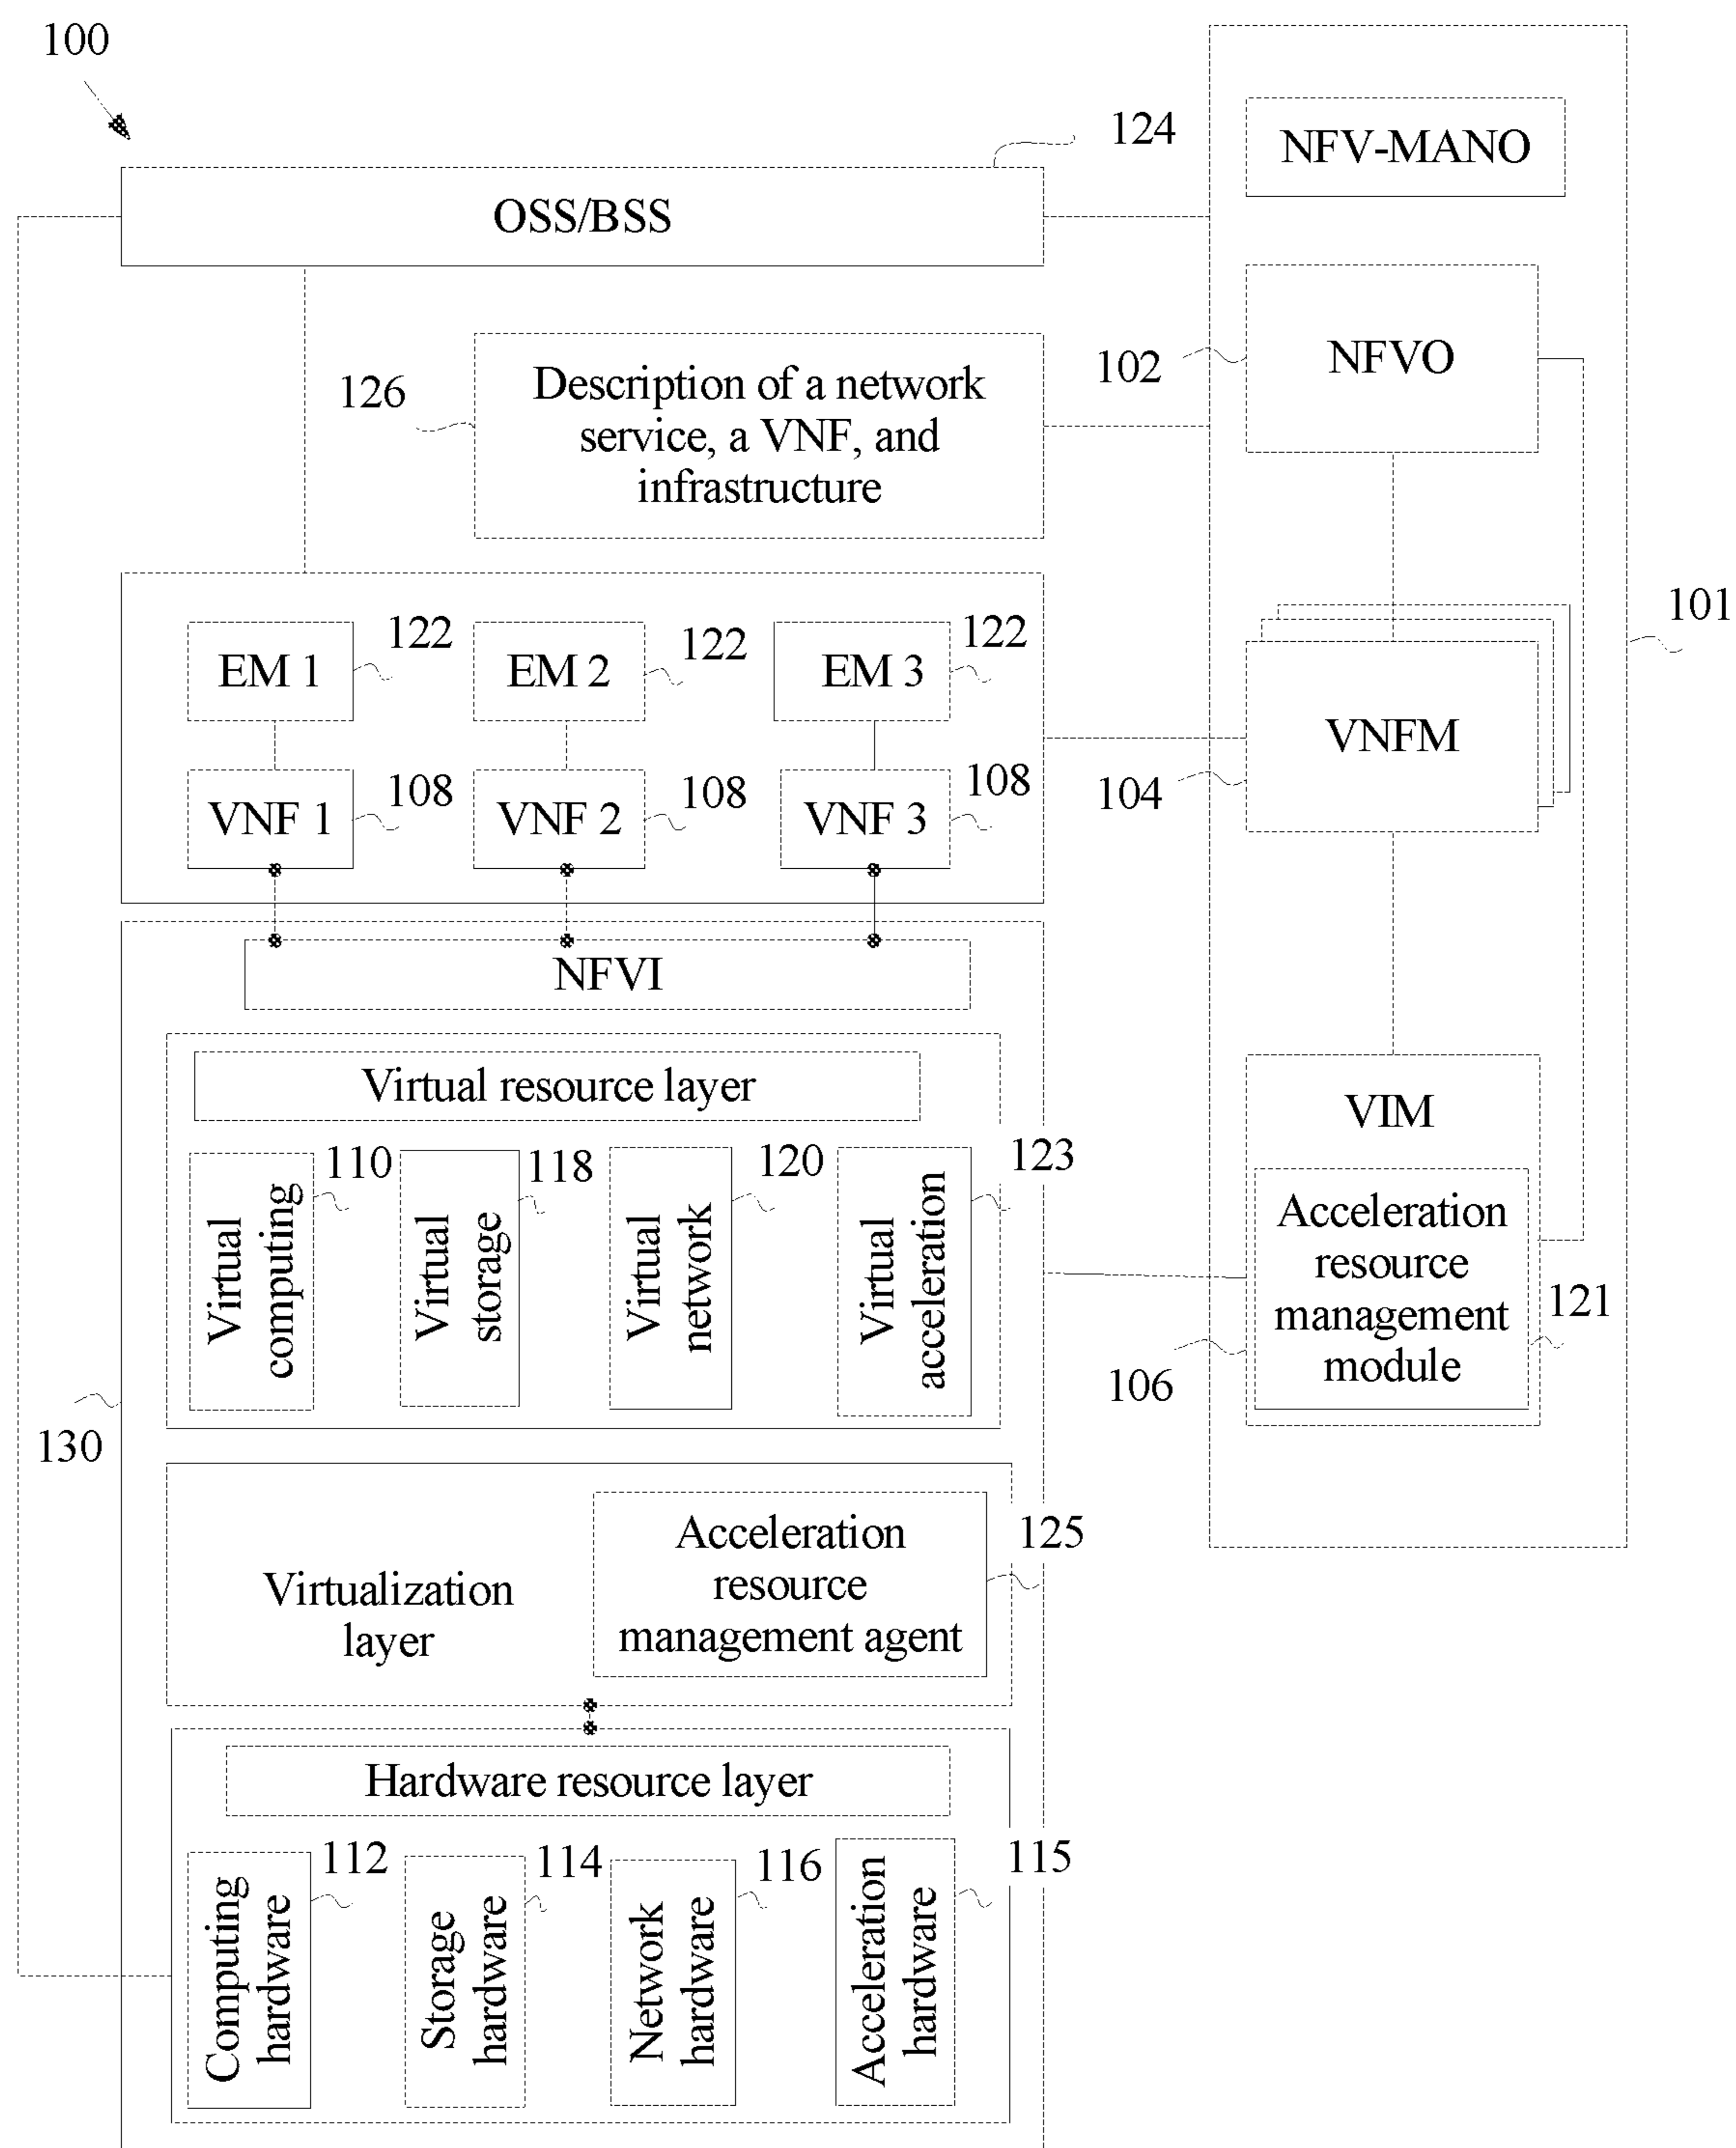 100
124
NFV-MANO
OSS/BSS
102
NFVO
126
Description of a network
service, a VNF, and
infrastructure
101
EM 1
122
EM 2
122
EM 3
122
VNFM
104
VNF 1
108
VNF 2
108
VNF 3
108
NFVI
Virtual resource layer
VIM
110
118
120
123
Virtual
computing
Virtual
storage
Virtual
network
Virtual
acceleration
Acceleration
resource
management
module
121
106
130
Virtualization
layer
Acceleration
resource
management agent
125
Hardware resource layer
112
114
116
115
Computing
hardware
Storage
hardware
Network
hardware
Acceleration
hardware